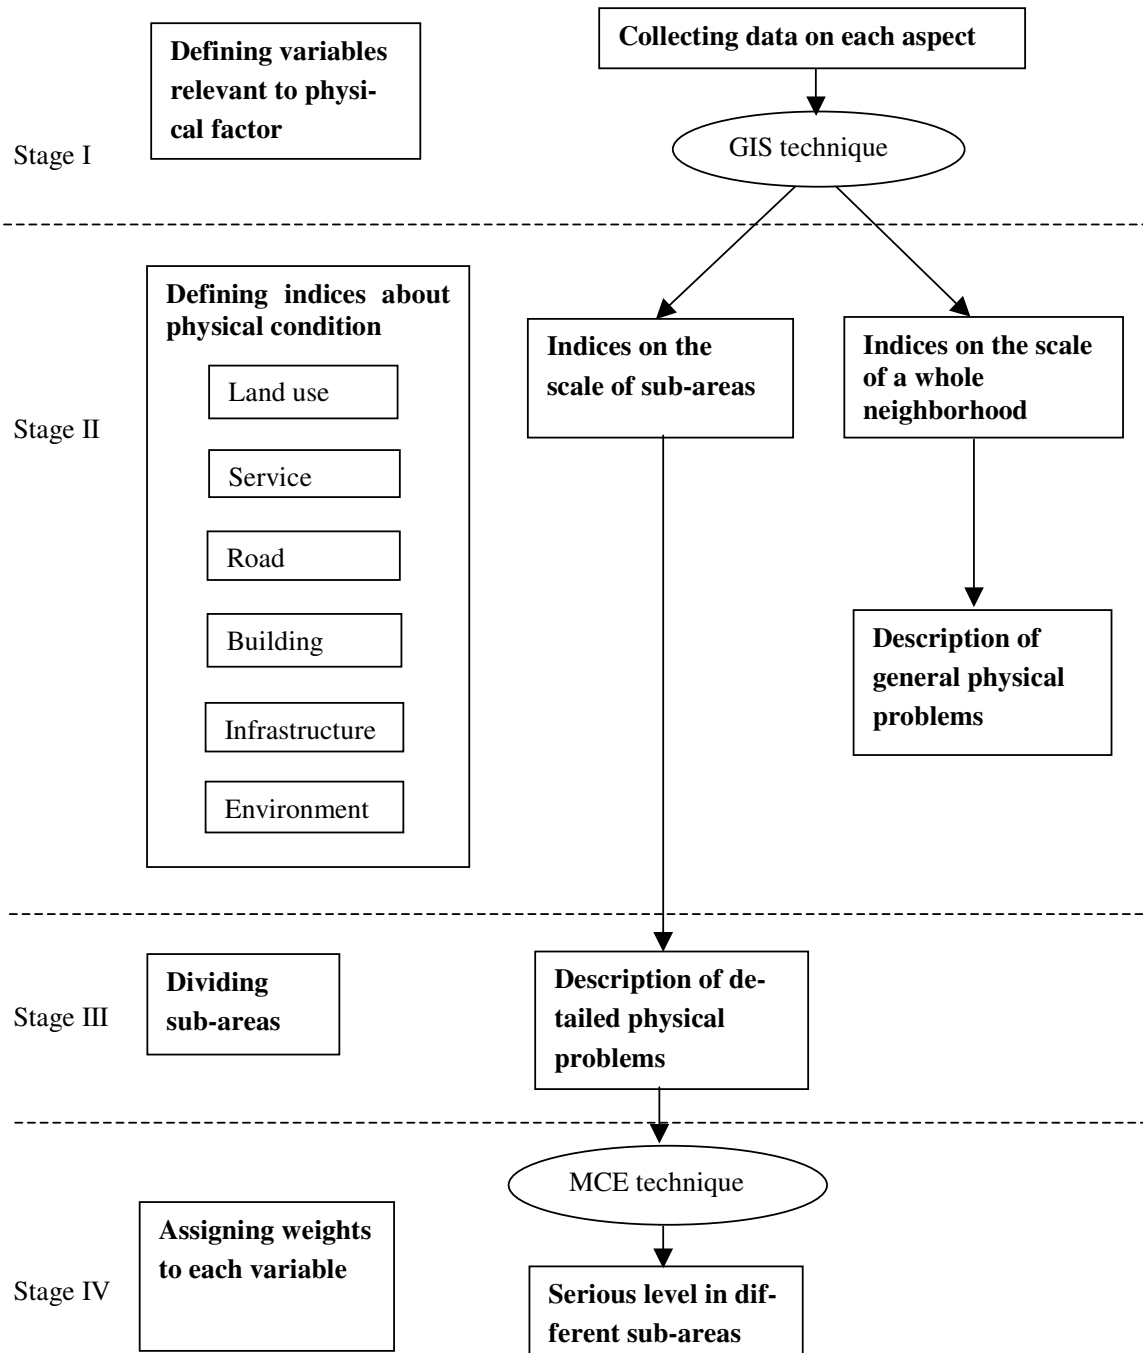 Defining variables
relevant to physi-
cal factor
Collecting data on each aspect
Stage I
GIS technique
Defining indices about
physical condition
Land use
Service
Road
Building
Infrastructure
Environment
Stage II
Indices on the
scale of sub-areas
Indices on the scale
of a whole
neighborhood
Description of
general physical
problems
Stage III
Dividing
sub-areas
Description of de-
tailed physical
problems
MCE technique
Stage IV
Assigning weights
to each variable
Serious level in dif-
ferent sub-areas